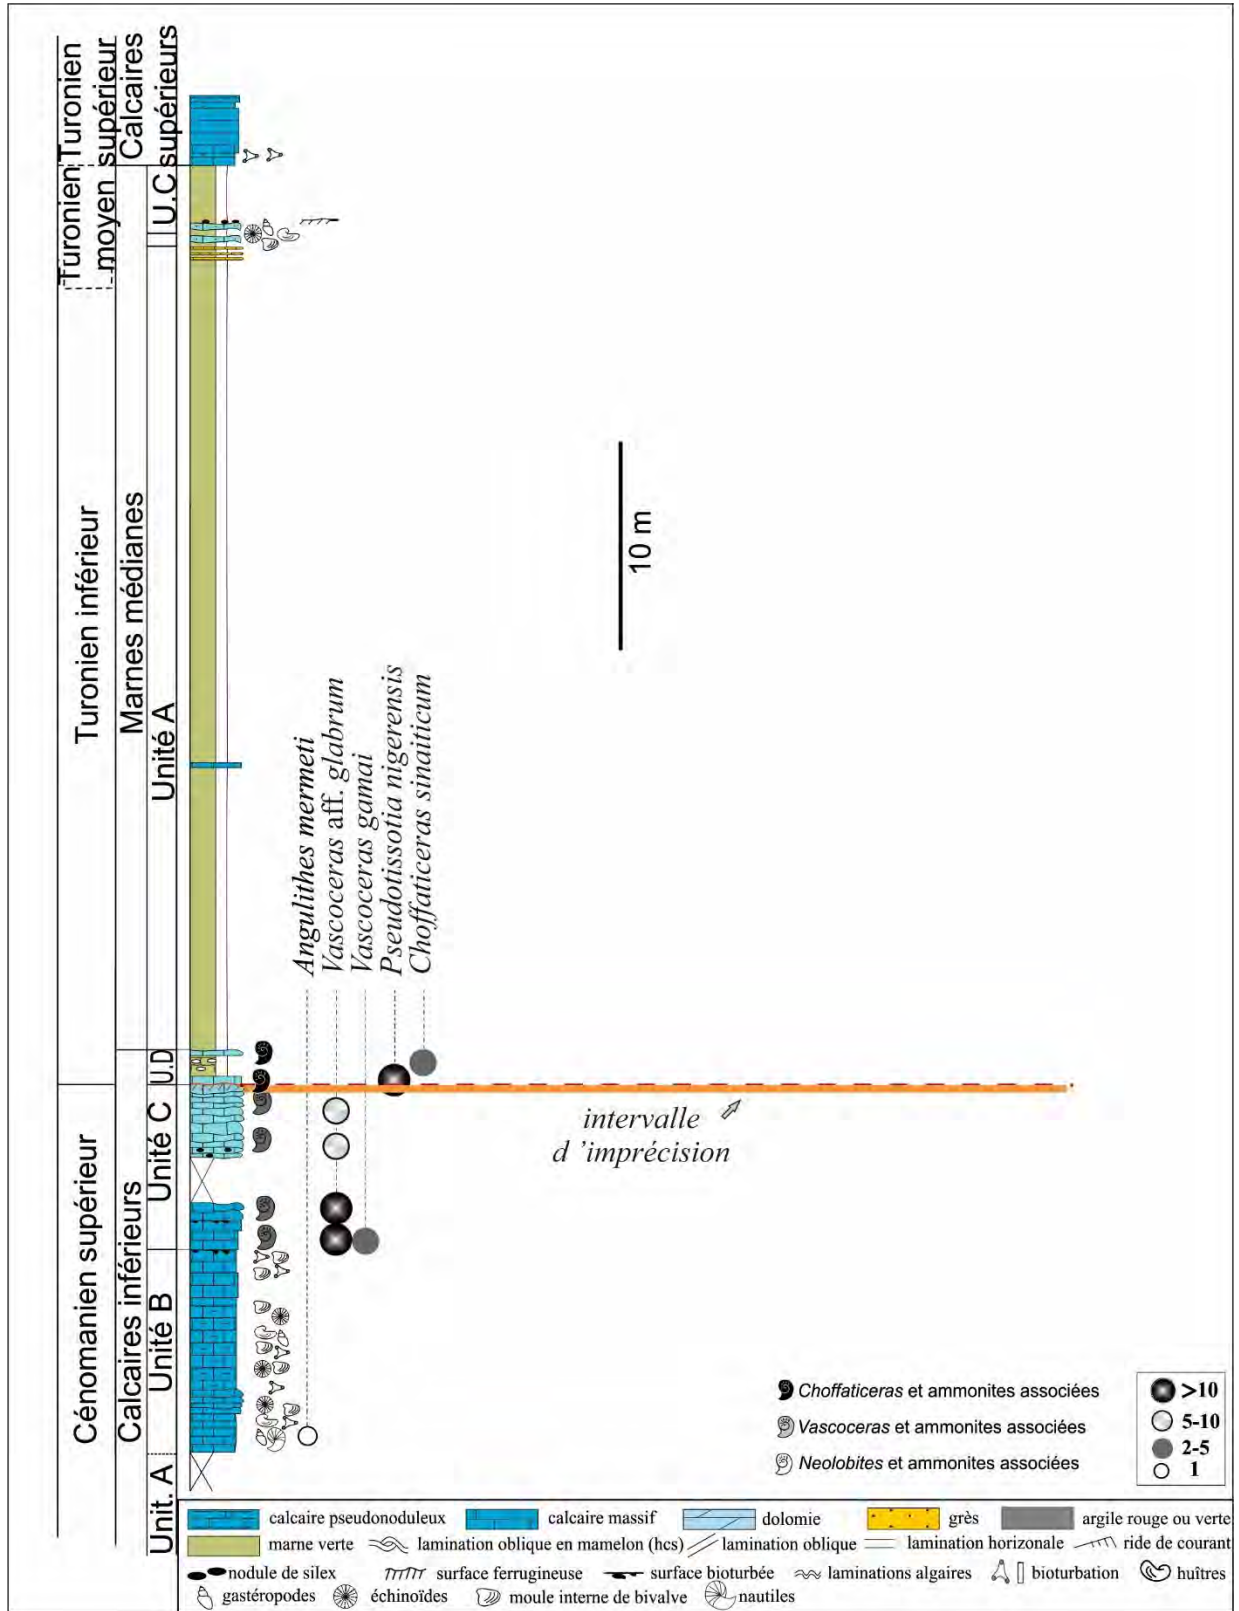 Turonien
supérieur
Calcaires
supérieurs
Turonien
moyen
U.C
Turonien inférieur
Marnes médianes
Unité A
10 m
Angulithes mermeti
Vascoceras aff. glabrum
Vascoceras gamai
Pseudotissotia nigerensis
Choffaticeras sinaiticum
U.D
Cénomanien supérieur
Calcaires inférieurs
Unité C
Unité B
Unit. A
intervalle
d 'imprécision
Choffaticeras et ammonites associées
Vascoceras et ammonites associées
Neolobites et ammonites associées
>10
5-10
2-5
1
calcaire pseudonoduleux calcaire massif dolomie grès argile rouge ou verte
marne verte lamination oblique en mamelon (hcs) lamination oblique lamination horizonale ride de courant
nodule de silex surface ferrugineuse surface bioturbée laminations algaires bioturbation huîtres
gastéropodes échinoïdes moule interne de bivalve nautiles